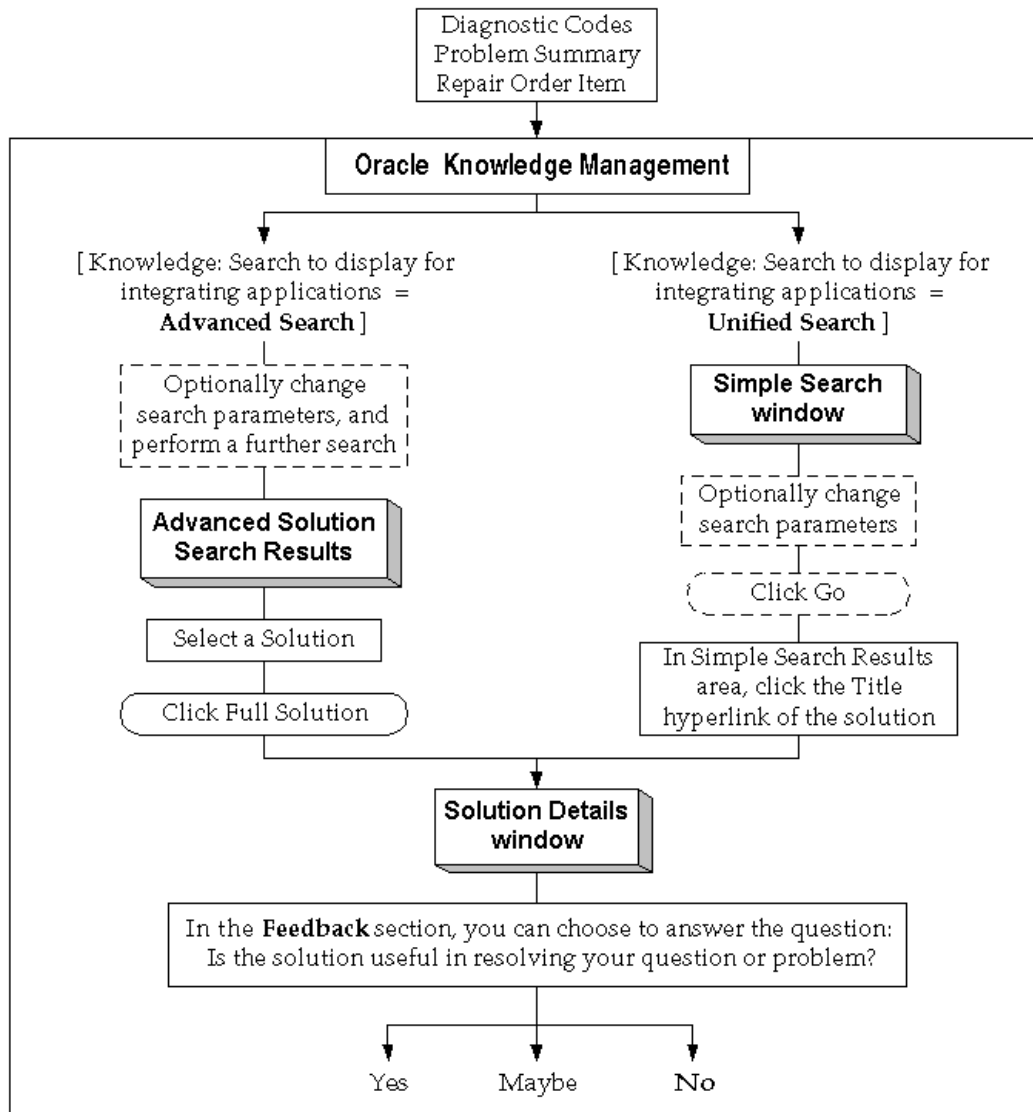 Diagnostic Codes
Problem Summary
Repair Order Item
Oracle Knowledge Management
[ Knowledge: Search to display for
integrating applications =
Advanced Search ]
Optionally change
search parameters, and
perform a further search
Advanced Solution
Search Results
Select a Solution
Click Full Solution
[ Knowledge: Search to display for
integrating applications =
Unified Search ]
Simple Search
window
Optionally change
search parameters
Click Go
In Simple Search Results
area, click the Title
hyperlink of the solution
Solution Details
window
In the Feedback section, you can choose to answer the question:
Is the solution useful in resolving your question or problem?
Yes
Maybe
No